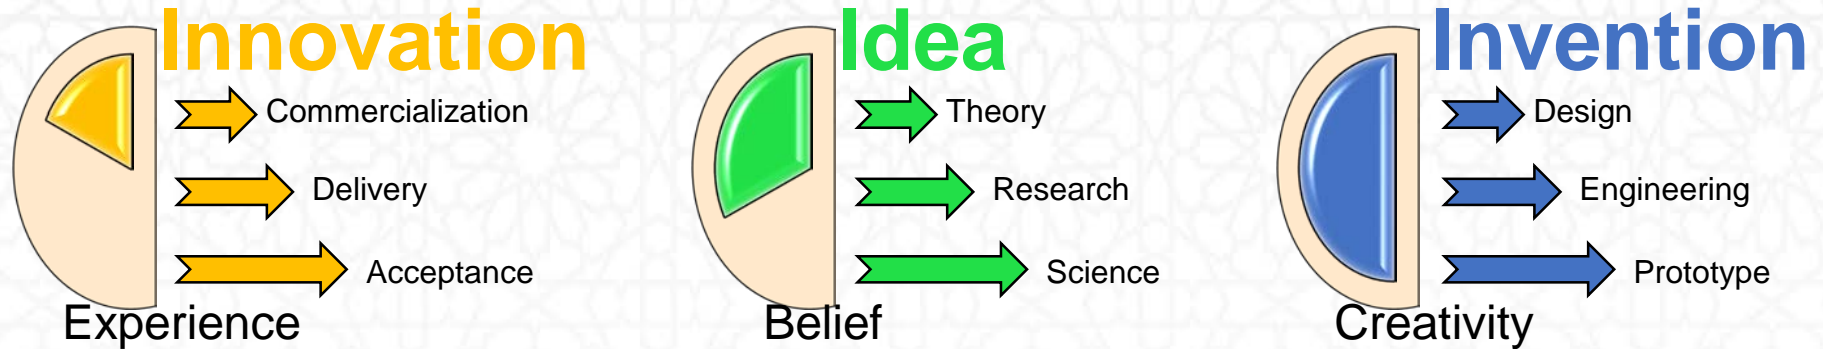 Innovation
Commercialization
Delivery
Acceptance
Experience
Idea
Theory
Research
Science
Belief
Invention
Design
Engineering
Prototype
Creativity